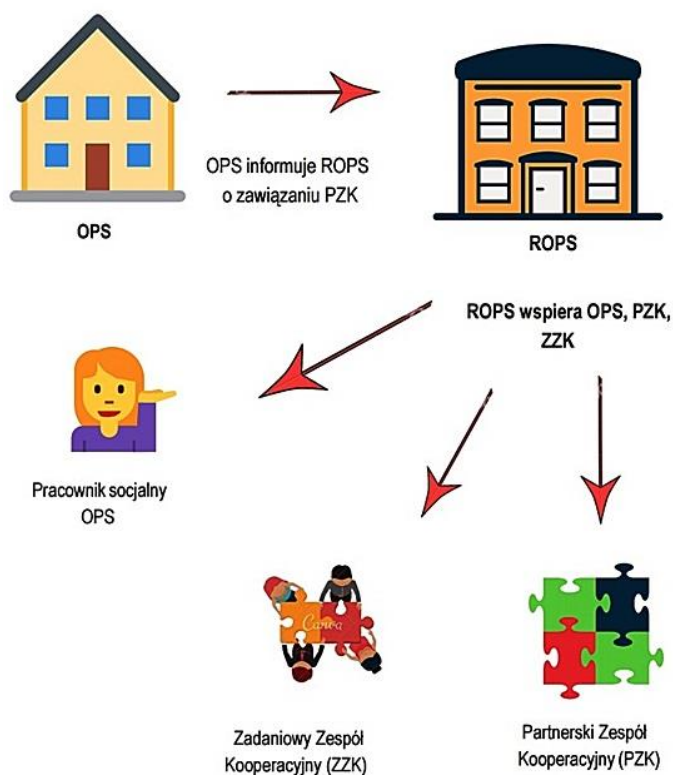 OPS informuje ROPS
o zawiązaniu PZK
OPS
ROPS
ROPS wspiera OPS, PZK,
ZZK
Pracownik socjalny
OPS
Canva
Zadaniowy Zespół
Kooperacyjny (ZZK)
Partnerski Zespół
Kooperacyjny (PZK)